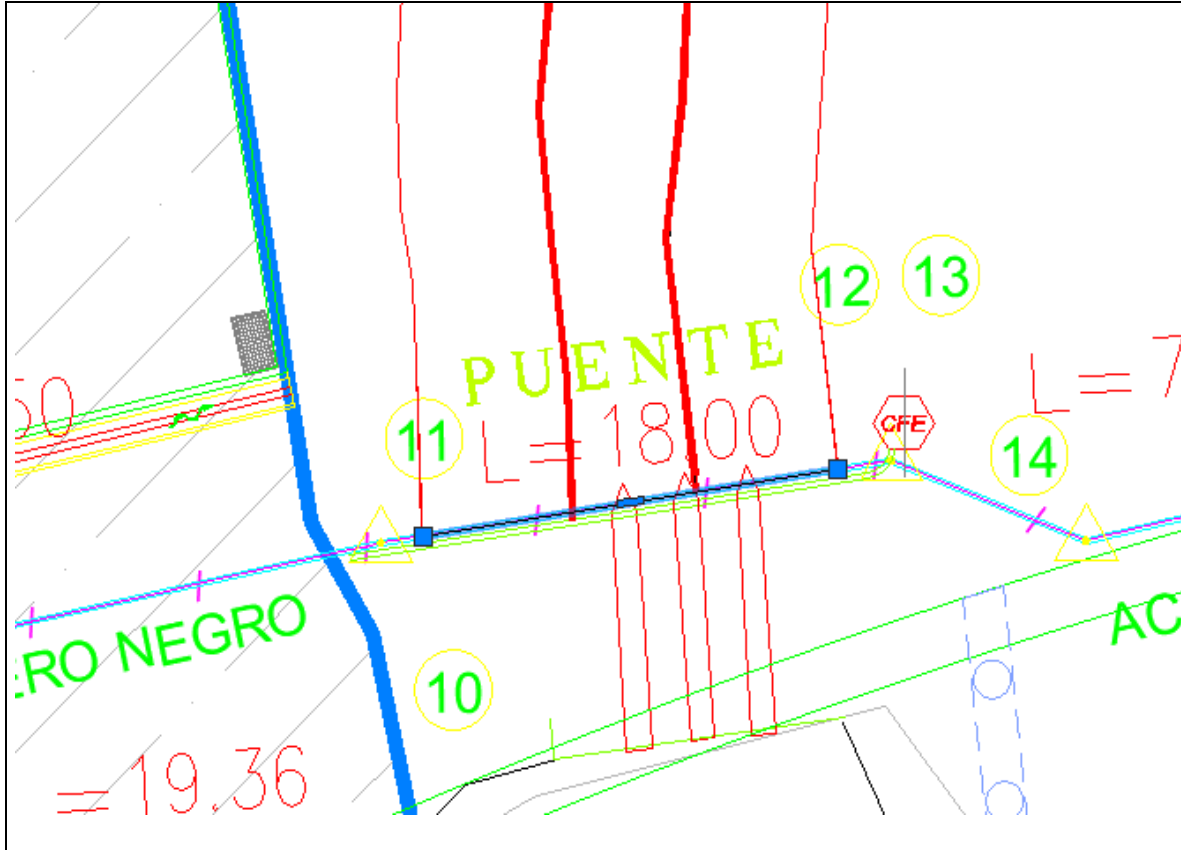 12
13
PUENTE
L = 7
50
CFE
11
L = 18.00
14
ERO NEGRO
AC
10
=19.36